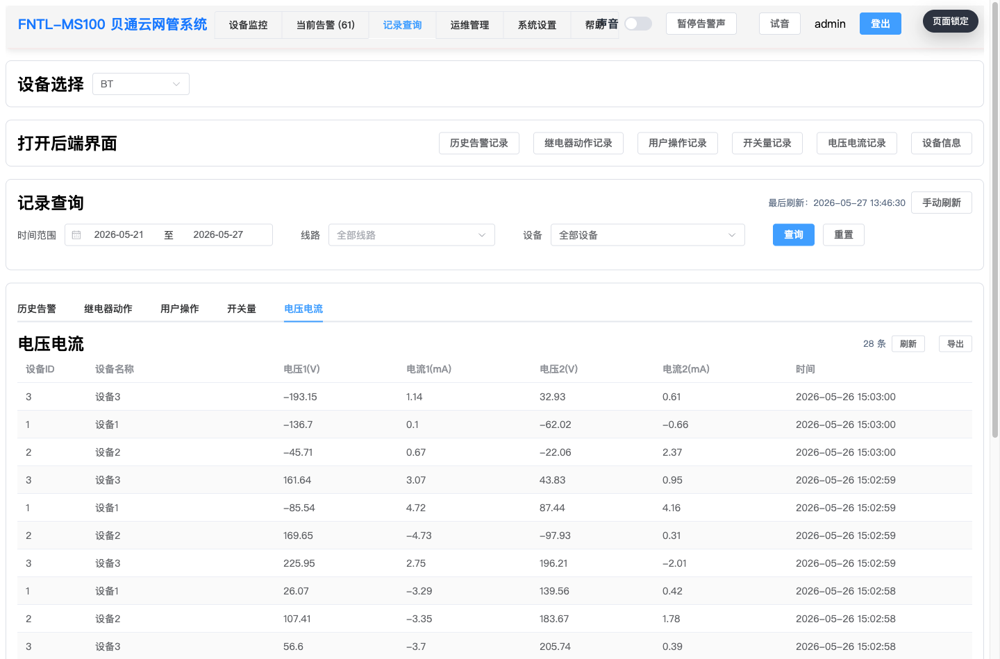 FNTL-MS100 贝通云网管系统 设备监控 当前告警 (61) 记录查询 运维管理 系统设置 帮助 声音 暂停告警声 试音 admin 登出 页面锁定
设备选择 BT
打开后端界面 历史告警记录 继电器动作记录 用户操作记录 开关量记录 电压电流记录 设备信息
记录查询 最后刷新：2026-05-27 13:46:30 手动刷新
时间范围 2026-05-21 至 2026-05-27 线路 全部线路 设备 全部设备 查询 重置
历史告警 继电器动作 用户操作 开关量 电压电流
电压电流 28 条 刷新 导出
设备ID 设备名称 电压1(V) 电流1(mA) 电压2(V) 电流2(mA) 时间
3 设备3 -193.15 1.14 32.93 0.61 2026-05-26 15:03:00
1 设备1 -136.7 0.1 -62.02 -0.66 2026-05-26 15:03:00
2 设备2 -45.71 0.67 -22.06 2.37 2026-05-26 15:03:00
3 设备3 161.64 3.07 43.83 0.95 2026-05-26 15:02:59
1 设备1 -85.54 4.72 87.44 4.16 2026-05-26 15:02:59
2 设备2 169.65 -4.73 -97.93 0.31 2026-05-26 15:02:59
3 设备3 225.95 2.75 196.21 -2.01 2026-05-26 15:02:59
1 设备1 26.07 -3.29 139.56 0.42 2026-05-26 15:02:58
2 设备2 107.41 -3.35 183.67 1.78 2026-05-26 15:02:58
3 设备3 56.6 -3.7 205.74 0.39 2026-05-26 15:02:58